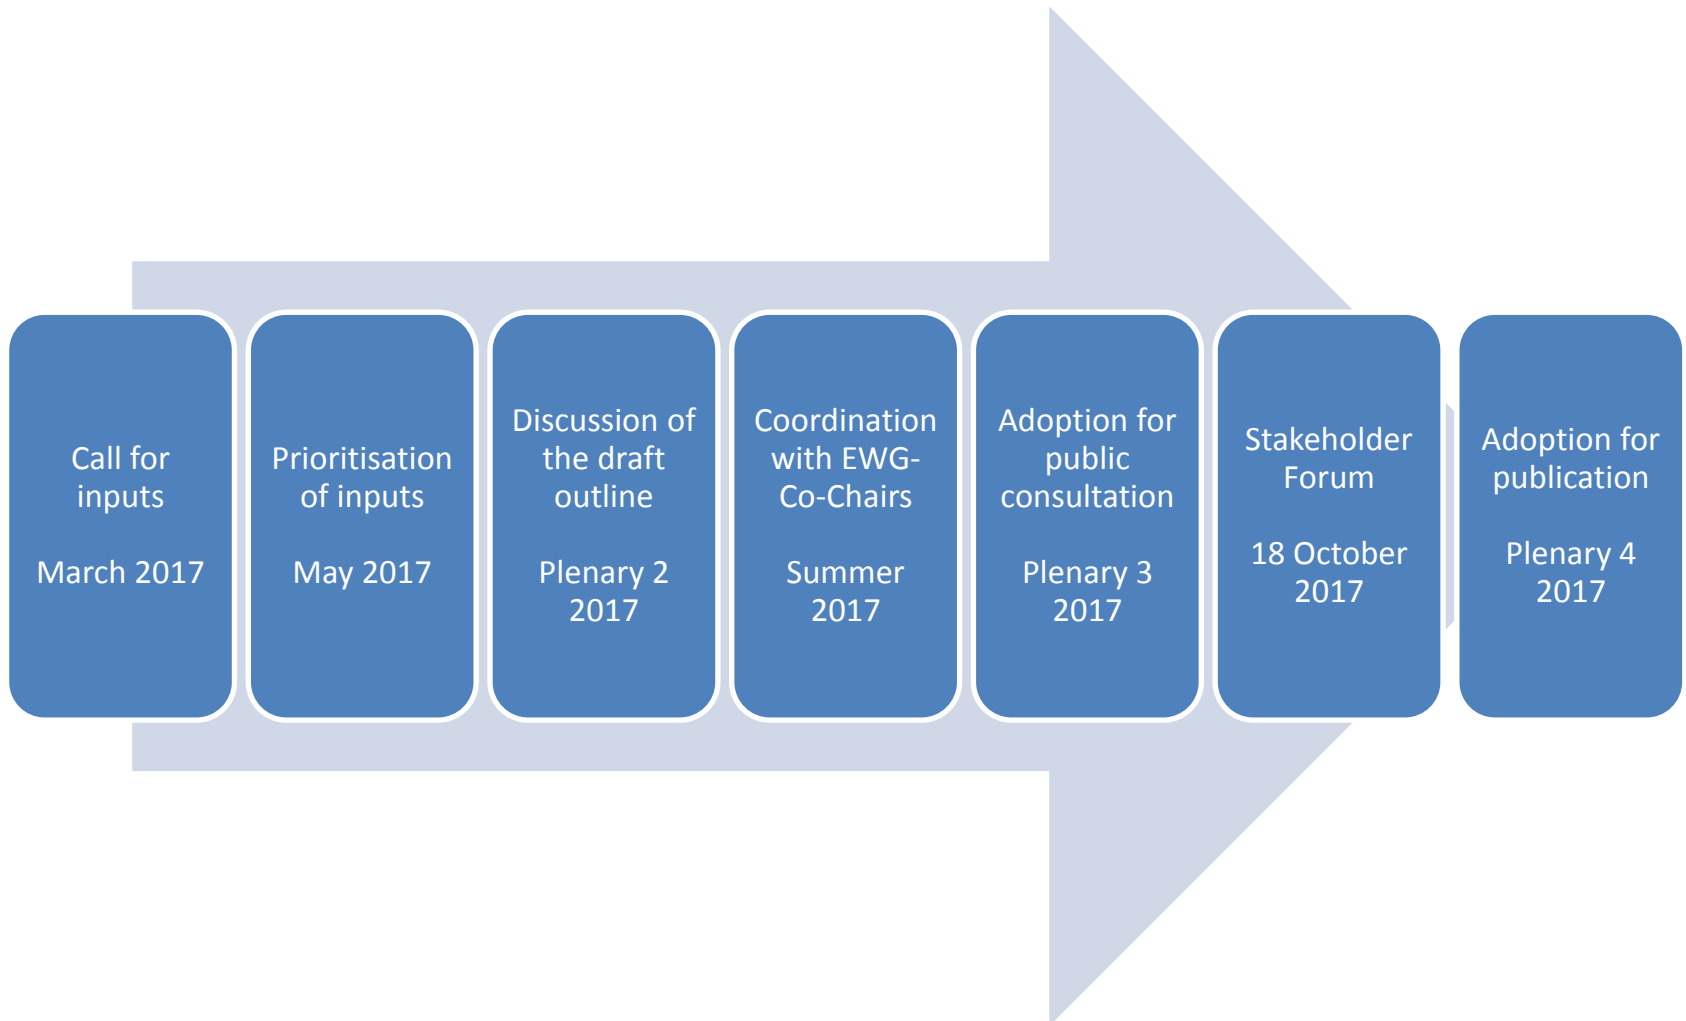 Call for
inputs
March 2017
Prioritisation
of inputs
May 2017
Discussion of
the draft
outline
Plenary 2
2017
Coordination
with EWG-
Co-Chairs
Summer
2017
Adoption for
public
consultation
Plenary 3
2017
Stakeholder
Forum
18 October
2017
Adoption for
publication
Plenary 4
2017